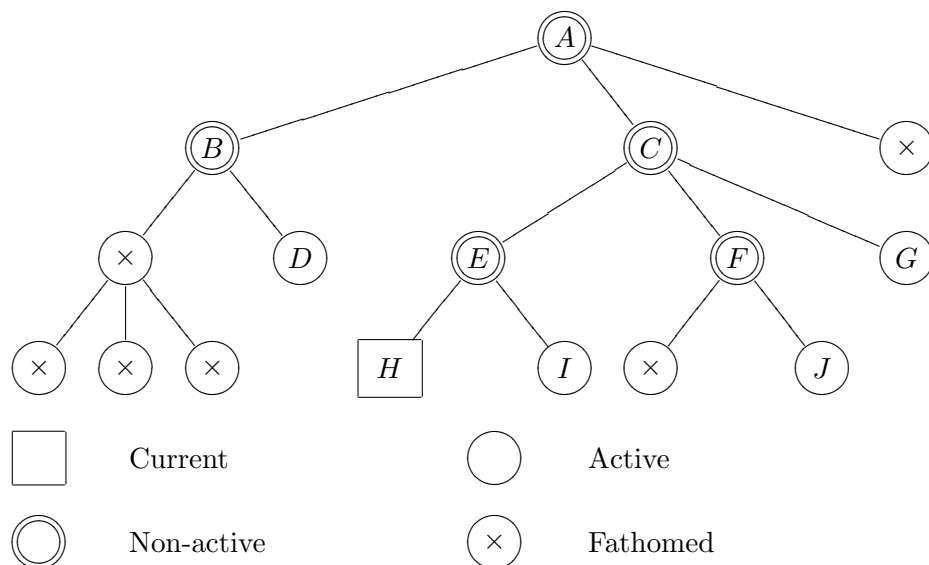 A
B C ×
× D E F G
× × × H I × J
Current Active
Non-active × Fathomed